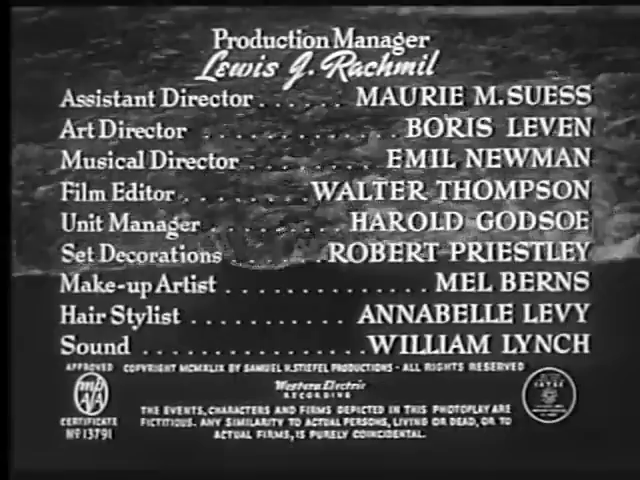 Production Manager
Lewis J. Rachmil
Assistant Director . . . . . . MAURIE M. SUESS
Art Director . . . . . . . . . . . . BORIS LEVEN
Musical Director . . . . . . . . . . EMIL NEWMAN
Film Editor . . . . . . . . WALTER THOMPSON
Unit Manager . . . . . . . . . HAROLD GODSOE
Set Decorations . . . . . . . ROBERT PRIESTLEY
Make-up Artist . . . . . . . . . . . . . . MEL BERNS
Hair Stylist . . . . . . . . . . . ANNABELLE LEVY
Sound . . . . . . . . . . . . . . . WILLIAM LYNCH
APPROVED COPYRIGHT MCMXLIX BY SAMUEL H. STIEFEL PRODUCTIONS - ALL RIGHTS RESERVED
Western Electric
RECORDING
CERTIFICATE
Nº 13791
THE EVENTS, CHARACTERS AND FIRMS DEPICTED IN THIS PHOTOPLAY ARE
FICTITIOUS. ANY SIMILARITY TO ACTUAL PERSONS, LIVING OR DEAD, OR TO
ACTUAL FIRMS, IS PURELY COINCIDENTAL.
IATSE